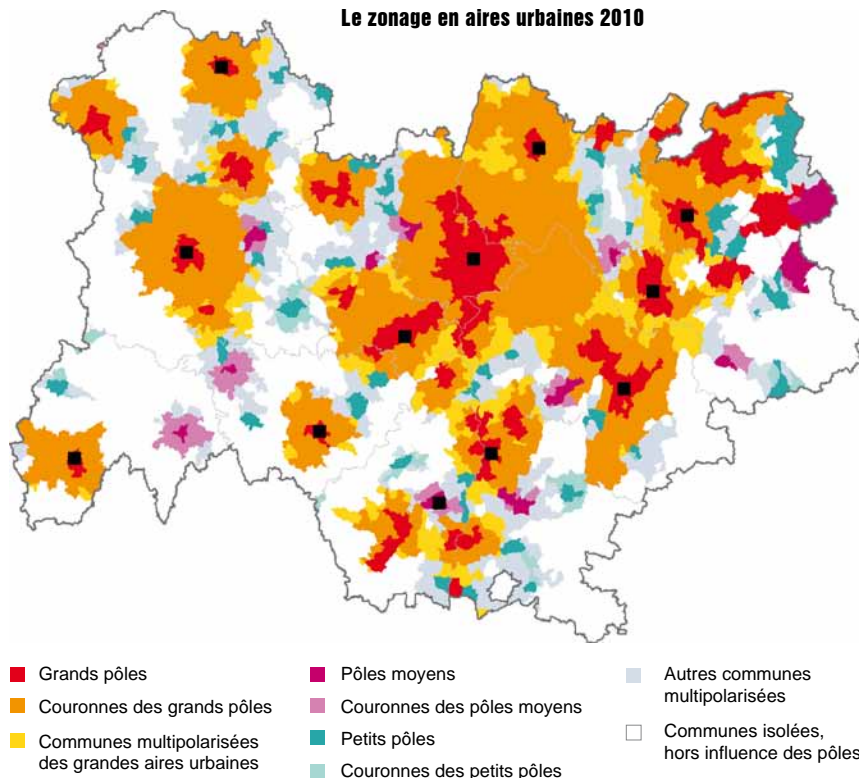 Le zonage en aires urbaines 2010
Grands pôles
Couronnes des grands pôles
Communes multipolarisées
des grandes aires urbaines
Pôles moyens
Couronnes des pôles moyens
Petits pôles
Couronnes des petits pôles
Autres communes
multipolarisées
Communes isolées,
hors influence des pôles